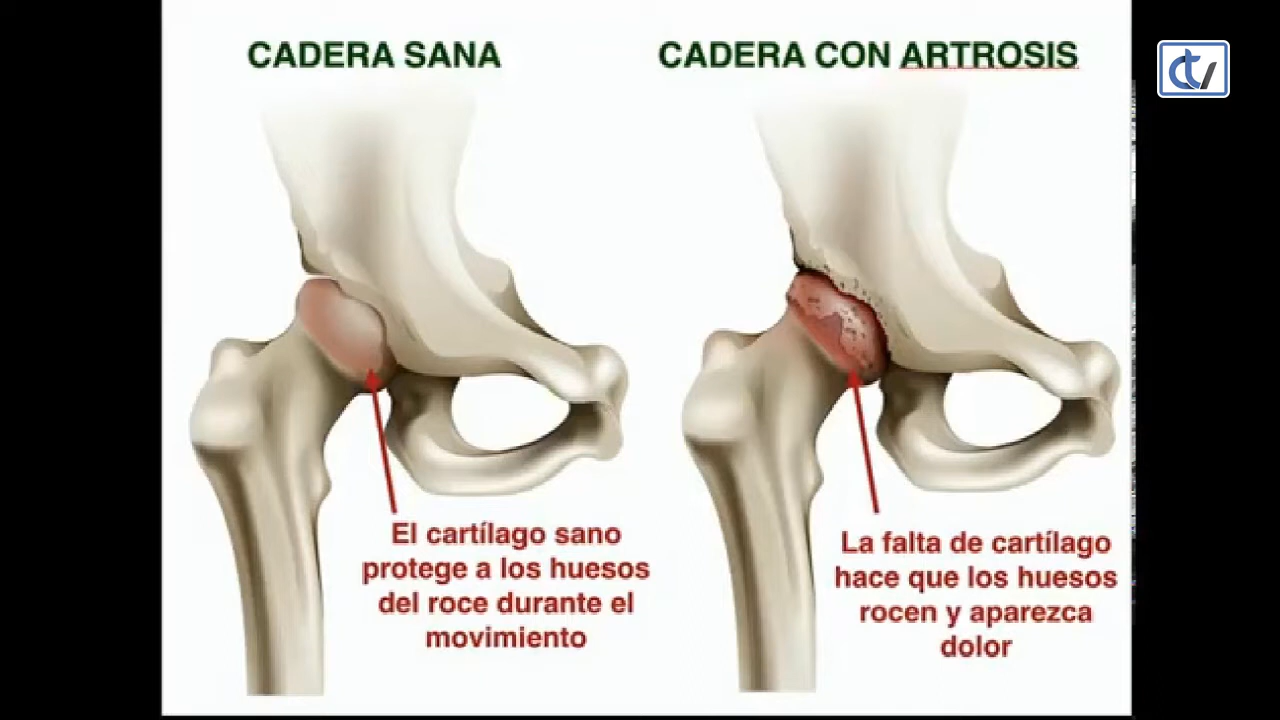 CADERA SANA
CADERA CON ARTROSIS
El cartílago sano
protege a los huesos
del roce durante el
movimiento
La falta de cartílago
hace que los huesos
rocen y aparezca
dolor
ctv